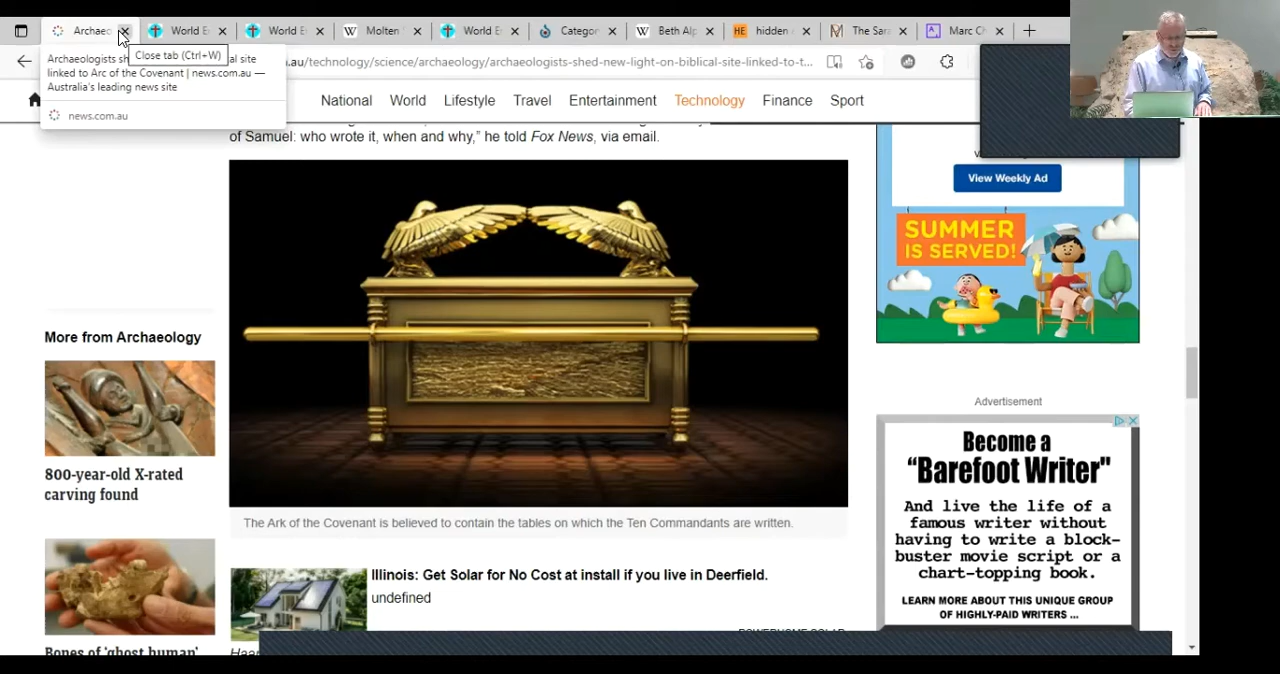 Archaeo
World E
World E
Molten
World E
Categor
Beth Alp
hidden
The Sara
Marc Ch
Close tab (Ctrl+W)
Archaeologists sh
al site
linked to Arc of the Covenant | news.com.au —
Australia's leading news site
news.com.au
.au/technology/science/archaeology/archaeologists-shed-new-light-on-biblical-site-linked-to-t...
National
World
Lifestyle
Travel
Entertainment
Technology
Finance
Sport
of Samuel: who wrote it, when and why," he told Fox News, via email.
View Weekly Ad
SUMMER
IS SERVED!
More from Archaeology
800-year-old X-rated
carving found
Bones of 'ghost human'
The Ark of the Covenant is believed to contain the tables on which the Ten Commandants are written.
Illinois: Get Solar for No Cost at install if you live in Deerfield.
undefined
POWERHOME SOLAR
Advertisement
Become a
"Barefoot Writer"
And live the life of a
famous writer without
having to write a block-
buster movie script or a
chart-topping book.
LEARN MORE ABOUT THIS UNIQUE GROUP
OF HIGHLY-PAID WRITERS ...